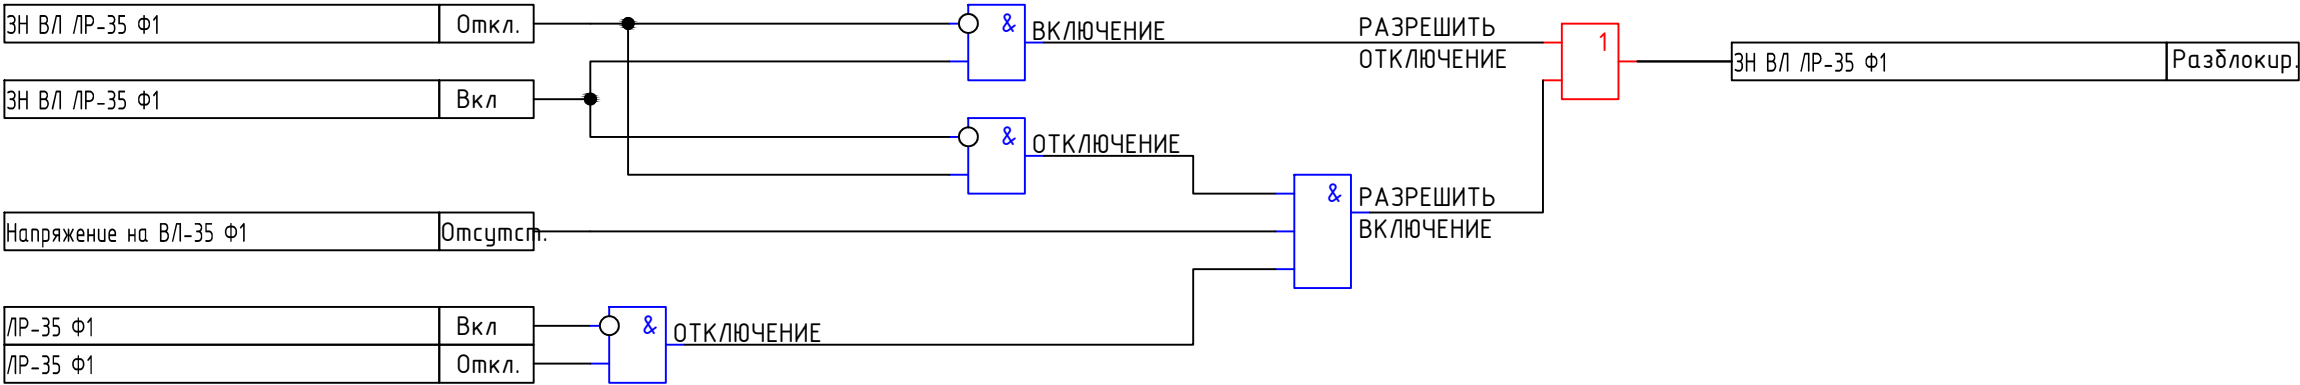 ЗН ВЛ ЛР-35 Ф1 Откл.
& ВКЛЮЧЕНИЕ
РАЗРЕШИТЬ
ОТКЛЮЧЕНИЕ
1
ЗН ВЛ ЛР-35 Ф1 Разблокир.
ЗН ВЛ ЛР-35 Ф1 Вкл
& ОТКЛЮЧЕНИЕ
& РАЗРЕШИТЬ
ВКЛЮЧЕНИЕ
Напряжение на ВЛ-35 Ф1 Отсутст.
ЛР-35 Ф1 Вкл
& ОТКЛЮЧЕНИЕ
ЛР-35 Ф1 Откл.